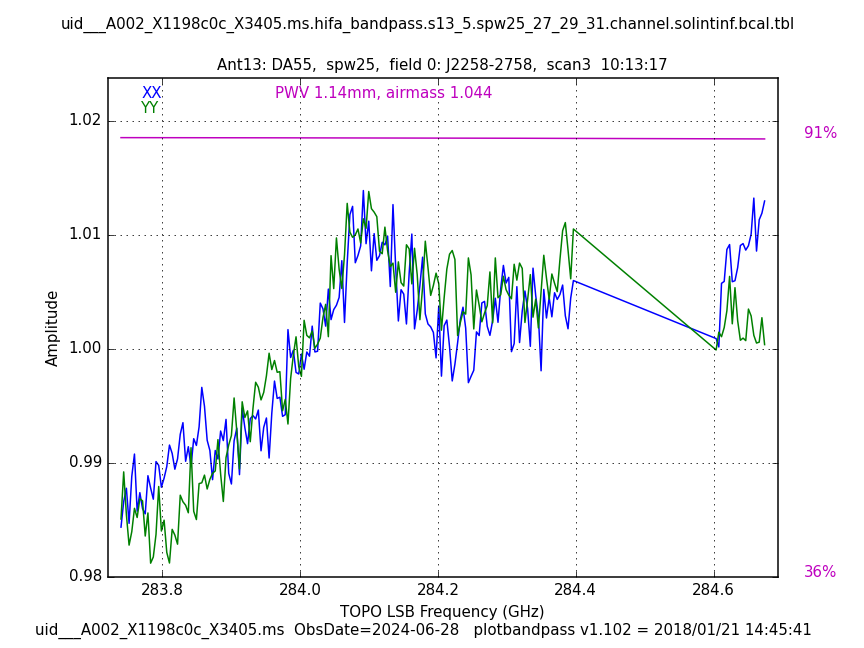 uid___A002_X1198c0c_X3405.ms.hifa_bandpass.s13_5.spw25_27_29_31.channel.solintinf.bcal.tbl
Ant13: DA55,  spw25,  field 0: J2258-2758,  scan3  10:13:17
XX
PWV 1.14mm, airmass 1.044
YY
1.02
91%
1.01
1.00
0.99
0.98
36%
Amplitude
283.8 284.0 284.2 284.4 284.6
TOPO LSB Frequency (GHz)
uid___A002_X1198c0c_X3405.ms  ObsDate=2024-06-28   plotbandpass v1.102 = 2018/01/21 14:45:41